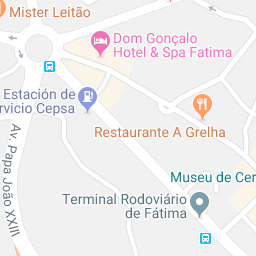 Mister Leitão
Dom Gonçalo
Hotel & Spa Fatima
Estación de
rvicio Cepsa
Restaurante A Grelha
Av. Papa João XXIII
Museu de Cer
Terminal Rodoviário
de Fátima